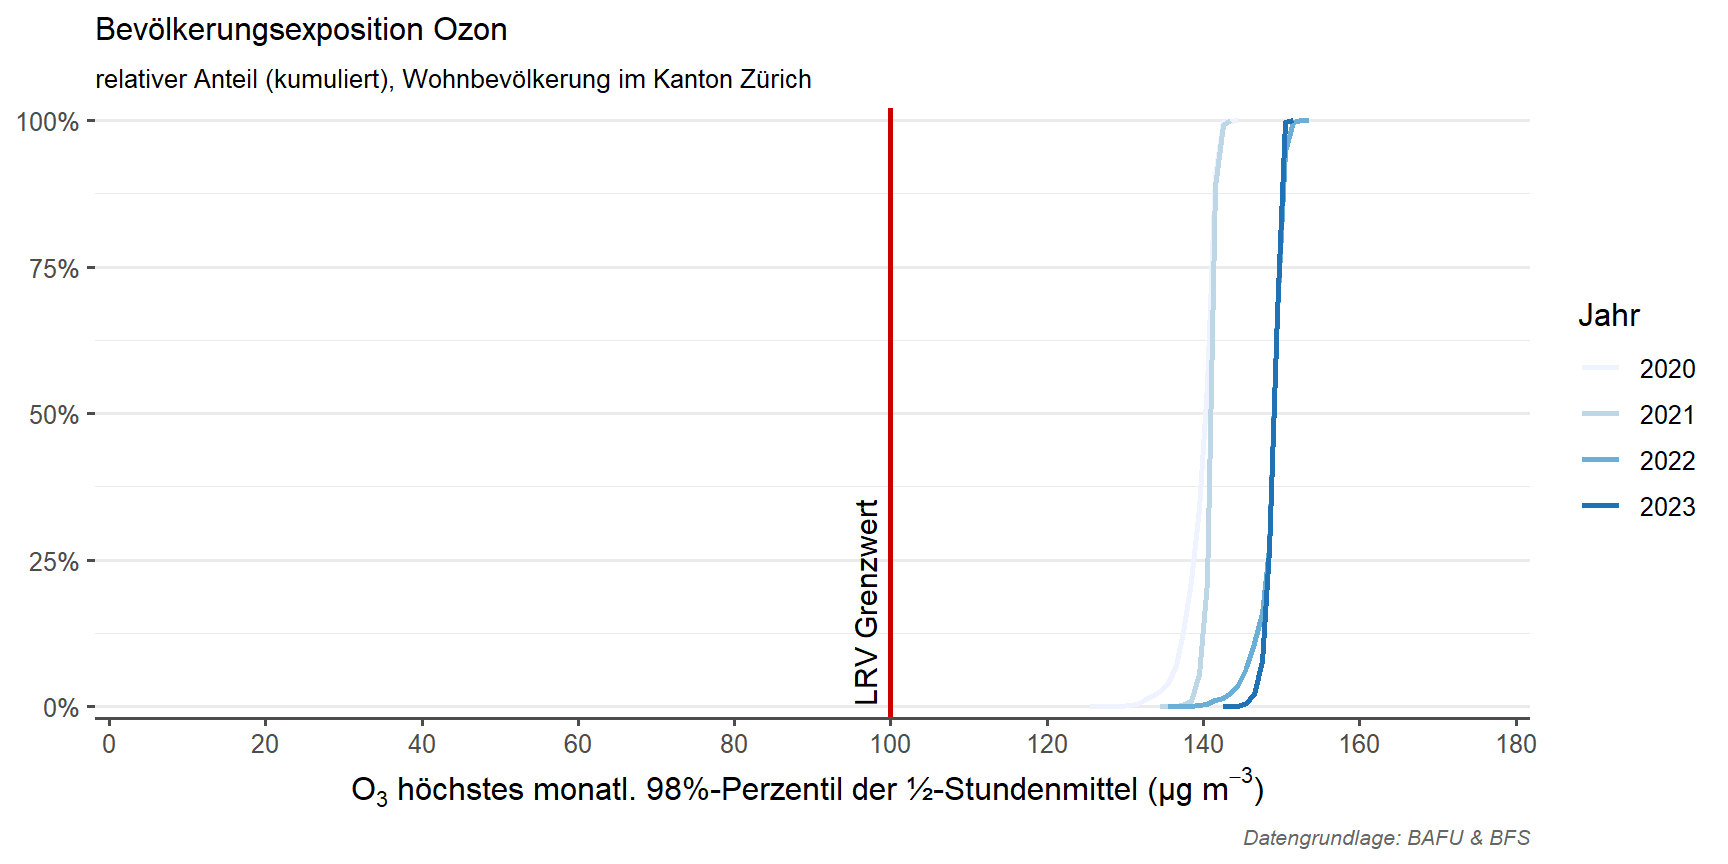 Bevölkerungsexposition Ozon
relativer Anteil (kumuliert), Wohnbevölkerung im Kanton Zürich
100%
75%
50%
25%
0%
LRV Grenzwert
0 20 40 60 80 100 120 140 160 180
O₃ höchstes monatl. 98%-Perzentil der ½-Stundenmittel (µg m⁻³)
Jahr
2020
2021
2022
2023
Datengrundlage: BAFU & BFS